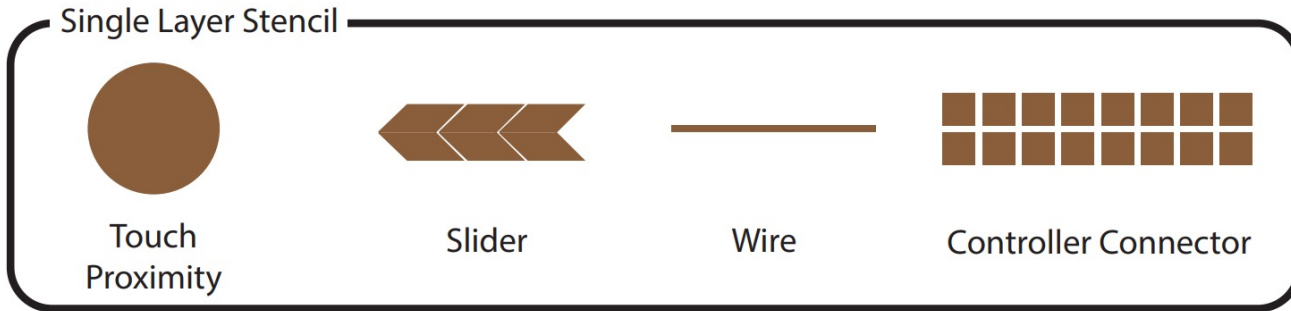 Single Layer Stencil
Touch
Proximity
Slider
Wire
Controller Connector